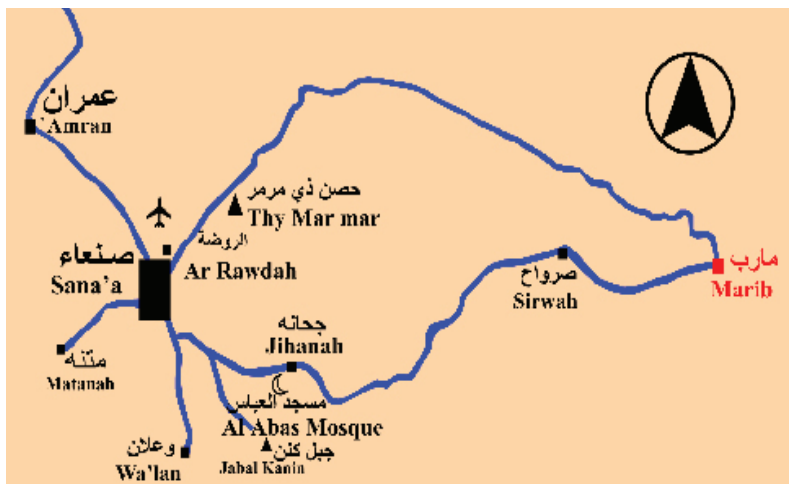 عمران
`Amran
حصن ذي مرمر
Thy Mar mar
الروضة
صنعاء
Ar Rawdah
Sana'a
مارب
Marib
صرواح
Sirwah
جحانه
Jihanah
متنه
Matanah
مسجد العباس
Al Abas Mosque
وعلان
Wa'lan
جبل كنن
Jabal Kanin